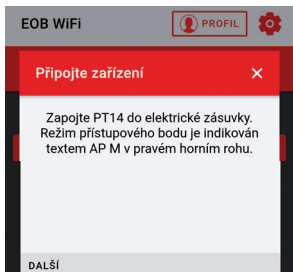 EOB WiFi
PROFIL
Připojte zařízení
Zapojte PT14 do elektrické zásuvky.
Režim přístupového bodu je indikován
textem AP M v pravém horním rohu.
DALŠÍ